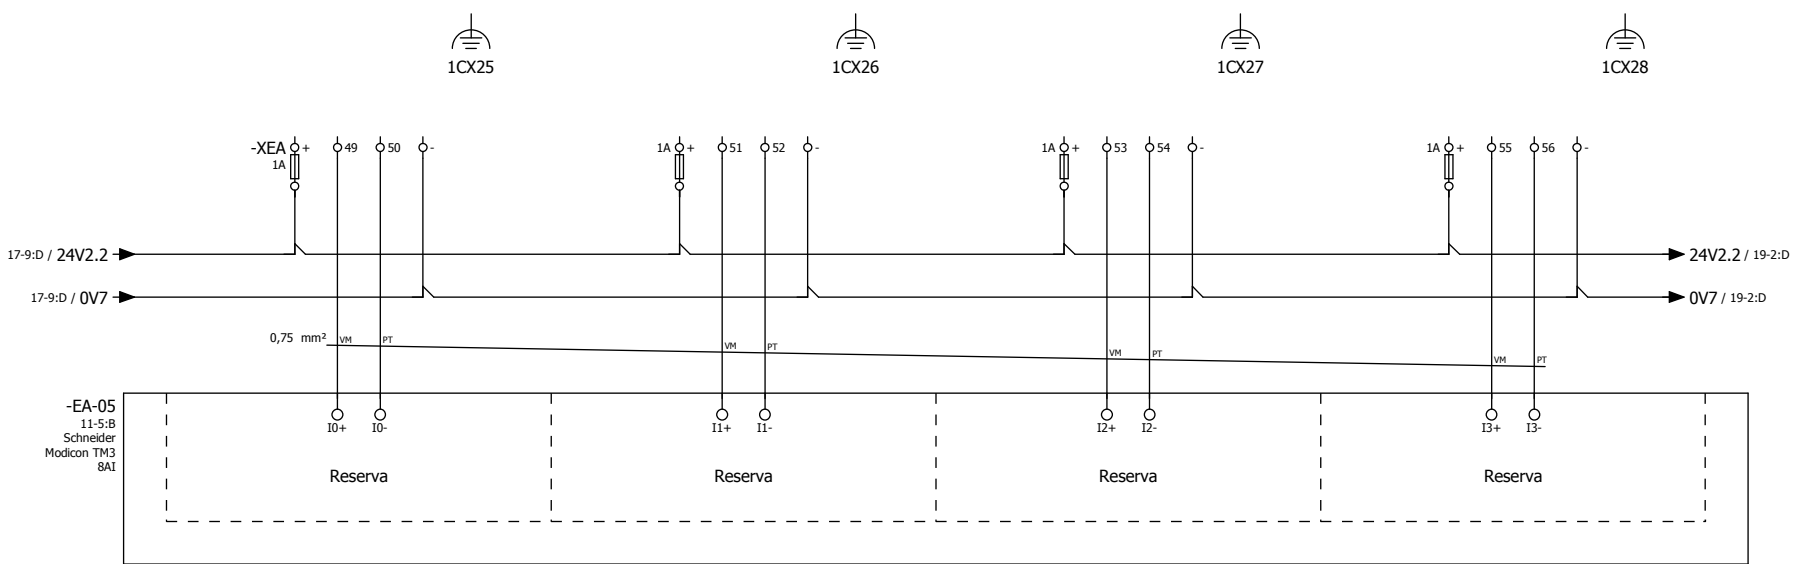 1CX25 1CX26 1CX27 1CX28
-XEA + 49 50 - 1A + 51 52 - 1A + 53 54 - 1A + 55 56 -
1A
17-9:D / 24V2.2 24V2.2 / 19-2:D
17-9:D / 0V7 0V7 / 19-2:D
0,75 mm² VM PT VM PT VM PT VM PT
-EA-05
11-5:B
Schneider
Modicon TM3
8AI
I0+ I0- I1+ I1- I2+ I2- I3+ I3-
Reserva Reserva Reserva Reserva